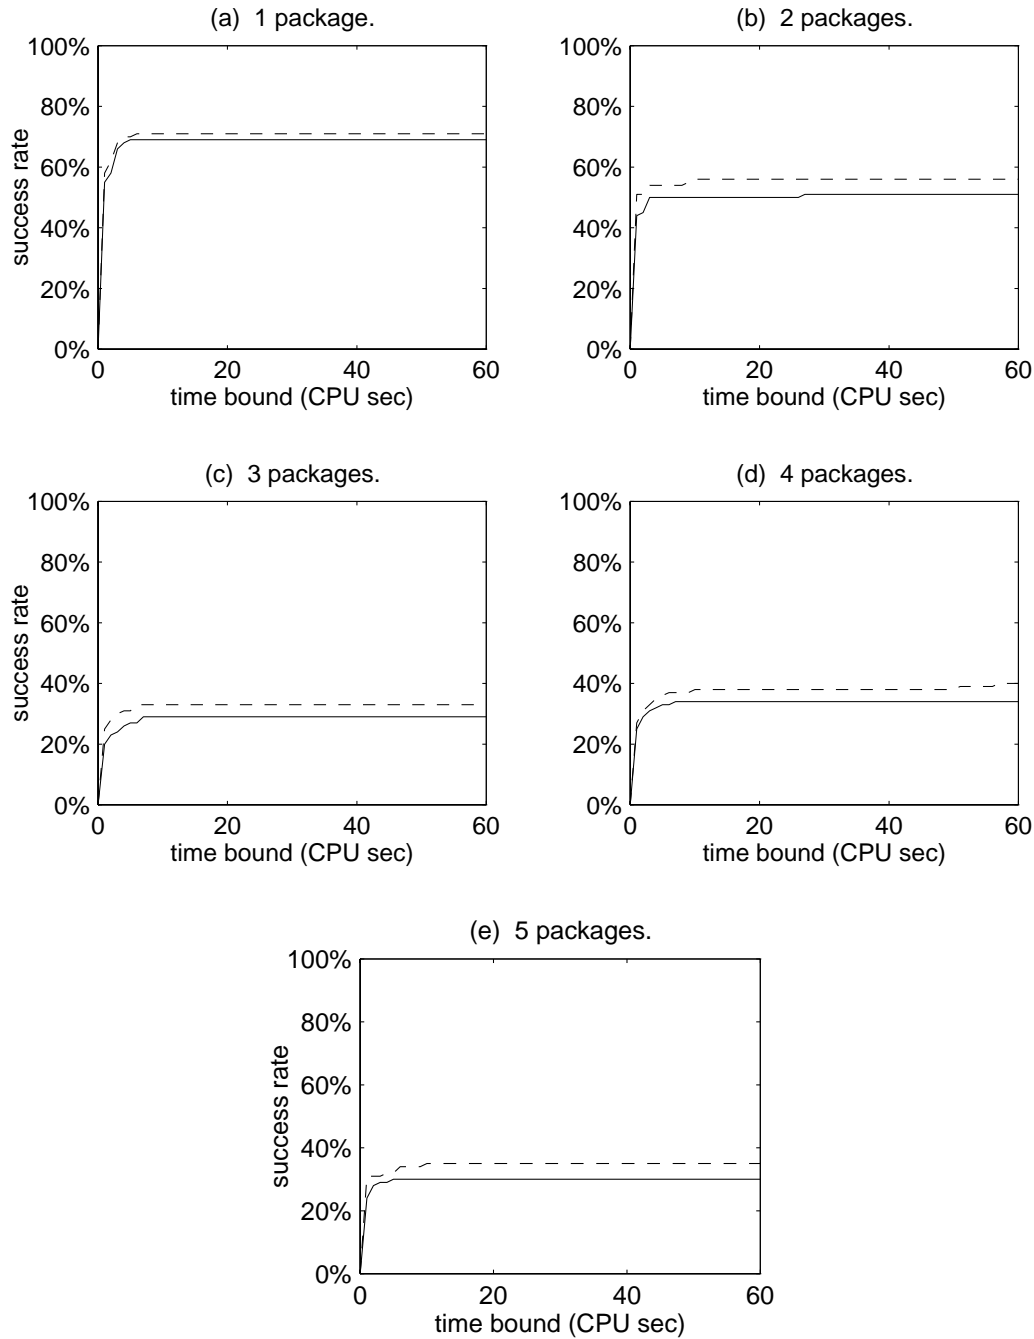 (a) 1 package.
100%
80%
60%
40%
20%
0%
success rate
0 20 40 60
time bound (CPU sec)
(b) 2 packages.
100%
80%
60%
40%
20%
0%
0 20 40 60
time bound (CPU sec)
(c) 3 packages.
100%
80%
60%
40%
20%
0%
success rate
0 20 40 60
time bound (CPU sec)
(d) 4 packages.
100%
80%
60%
40%
20%
0%
0 20 40 60
time bound (CPU sec)
(e) 5 packages.
100%
80%
60%
40%
20%
0%
success rate
0 20 40 60
time bound (CPU sec)